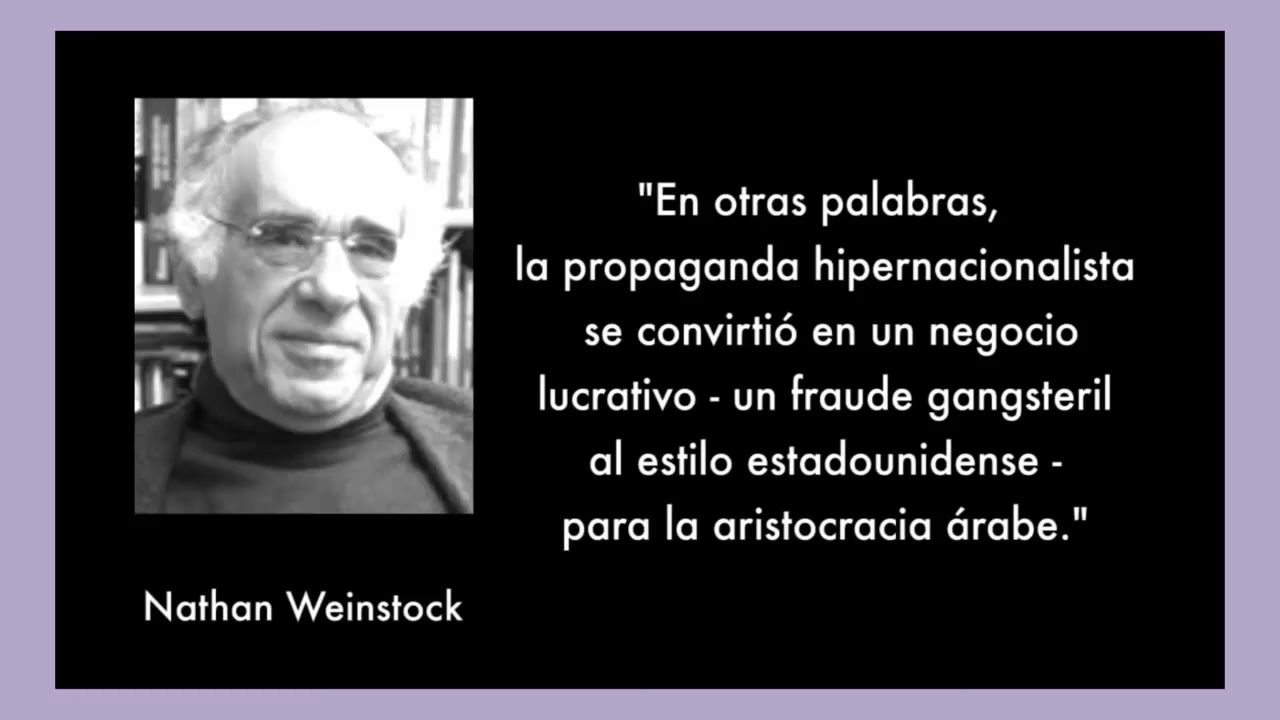 "En otras palabras,
la propaganda hipernacionalista
se convirtió en un negocio
lucrativo - un fraude gangsteril
al estilo estadounidense -
para la aristocracia árabe."
Nathan Weinstock